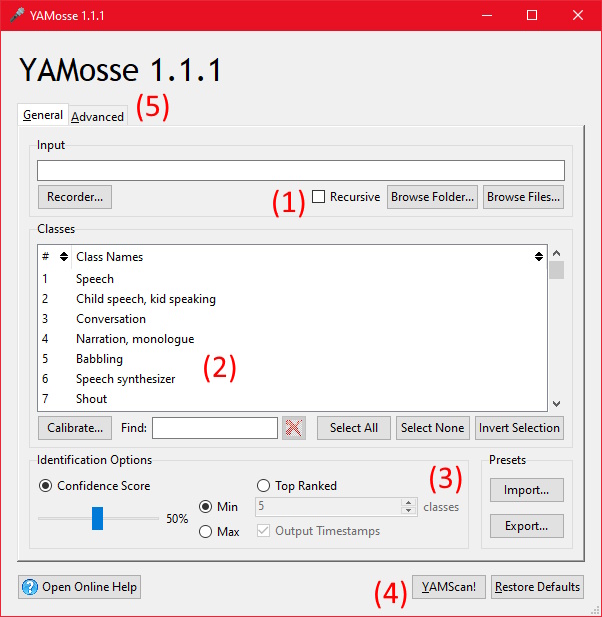 YAMosse 1.1.1
YAMosse 1.1.1
General Advanced (5)
Input
Recorder... (1) Recursive Browse Folder... Browse Files...
Classes
# Class Names
1 Speech
2 Child speech, kid speaking
3 Conversation
4 Narration, monologue
5 Babbling
(2)
6 Speech synthesizer
7 Shout
Calibrate... Find: Select All Select None Invert Selection
Identification Options Presets
Confidence Score Top Ranked (3) Import...
50% Min 5 classes
Max Output Timestamps Export...
Open Online Help (4) YAMScan! Restore Defaults